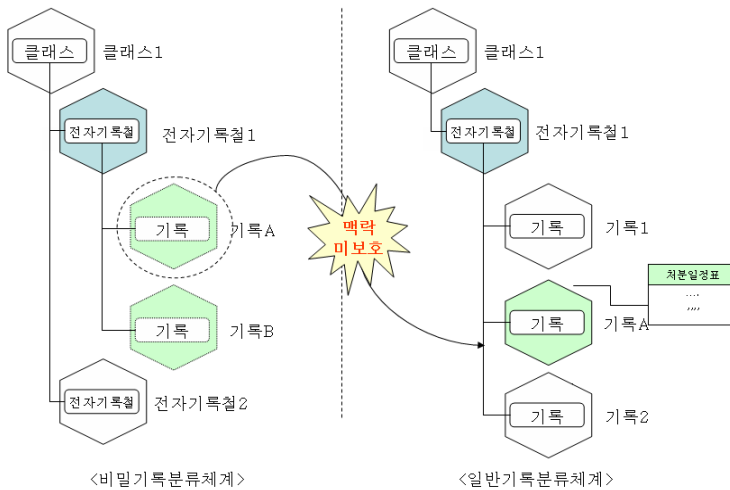 클래스
클래스1
전자기록철
전자기록철1
기록
기록A
기록
기록B
전자기록철
전자기록철2
<비밀기록분류체계>
맥락
미보호
클래스
클래스1
전자기록철
전자기록철1
기록
기록1
기록
기록A
처분일정표
....
,,,,
기록
기록2
<일반기록분류체계>